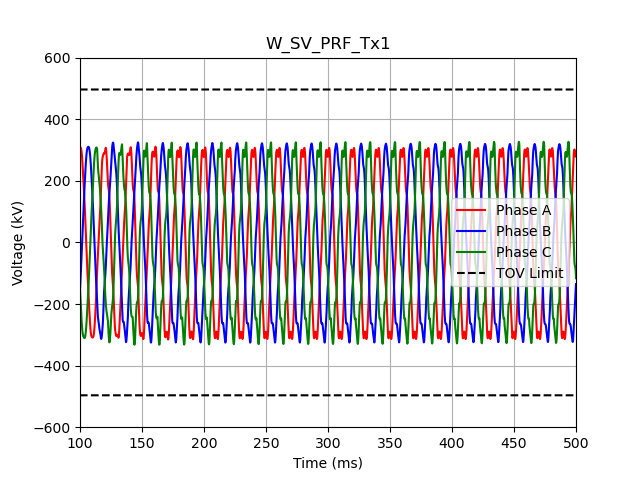 W_SV_PRF_Tx1
Voltage (kV)
600
400
200
0
−200
−400
−600
Phase A
Phase B
Phase C
TOV Limit
100 150 200 250 300 350 400 450 500
Time (ms)